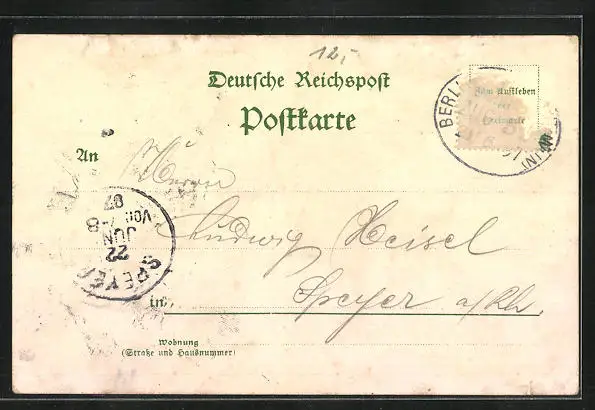 12,-
Deutsche Reichspost
Postkarte
Zum Aufkleben
der
Freimarke
BERLIN
An
Herrn
Ludwig Heisel
in
Speyer a/Rh.
SPEYER
22
JUN
VOR 7-8
97
Wohnung
(Straße und Hausnummer)